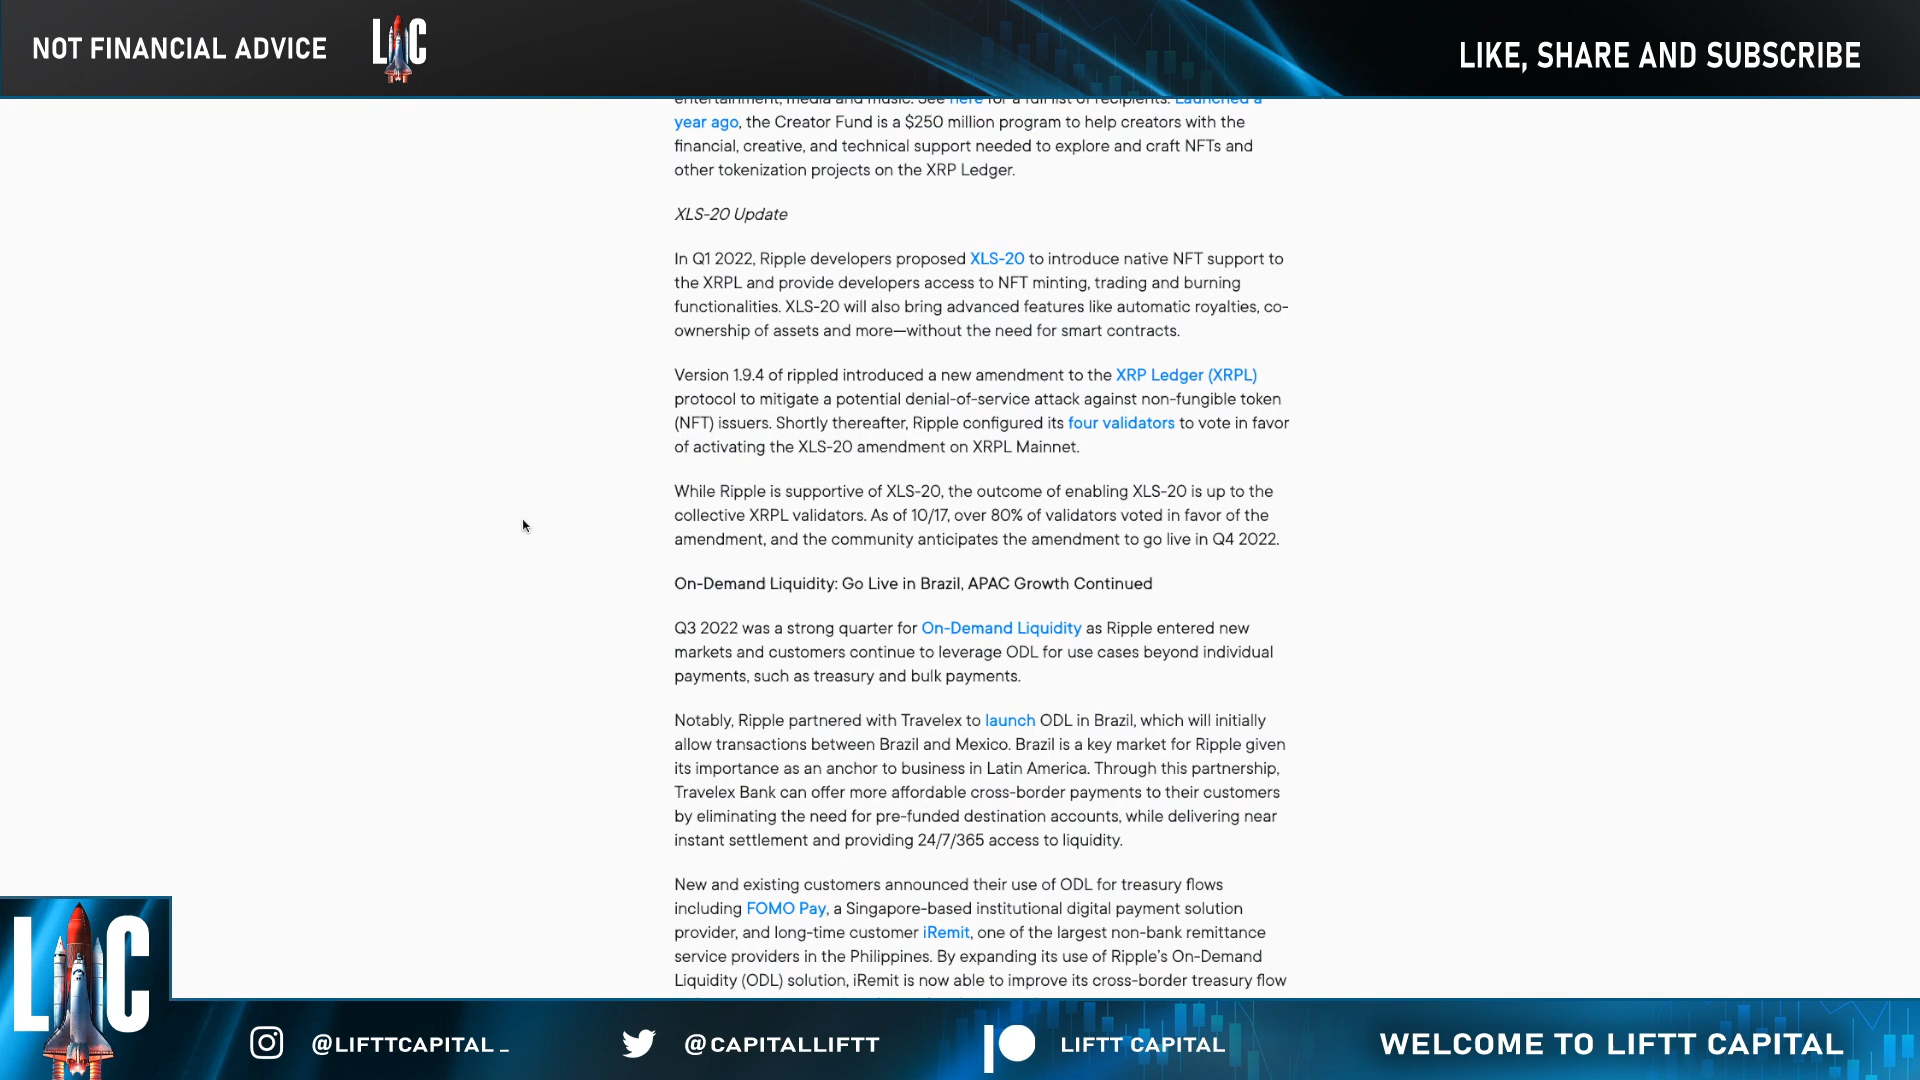 NOT FINANCIAL ADVICE
LC
LIKE, SHARE AND SUBSCRIBE
entertainment, media and music. See here for a full list of recipients. Launched a
year ago, the Creator Fund is a $250 million program to help creators with the
financial, creative, and technical support needed to explore and craft NFTs and
other tokenization projects on the XRP Ledger.
XLS-20 Update
In Q1 2022, Ripple developers proposed XLS-20 to introduce native NFT support to
the XRPL and provide developers access to NFT minting, trading and burning
functionalities. XLS-20 will also bring advanced features like automatic royalties, co-
ownership of assets and more—without the need for smart contracts.
Version 1.9.4 of rippled introduced a new amendment to the XRP Ledger (XRPL)
protocol to mitigate a potential denial-of-service attack against non-fungible token
(NFT) issuers. Shortly thereafter, Ripple configured its four validators to vote in favor
of activating the XLS-20 amendment on XRPL Mainnet.
While Ripple is supportive of XLS-20, the outcome of enabling XLS-20 is up to the
collective XRPL validators. As of 10/17, over 80% of validators voted in favor of the
amendment, and the community anticipates the amendment to go live in Q4 2022.
On-Demand Liquidity: Go Live in Brazil, APAC Growth Continued
Q3 2022 was a strong quarter for On-Demand Liquidity as Ripple entered new
markets and customers continue to leverage ODL for use cases beyond individual
payments, such as treasury and bulk payments.
Notably, Ripple partnered with Travelex to launch ODL in Brazil, which will initially
allow transactions between Brazil and Mexico. Brazil is a key market for Ripple given
its importance as an anchor to business in Latin America. Through this partnership,
Travelex Bank can offer more affordable cross-border payments to their customers
by eliminating the need for pre-funded destination accounts, while delivering near
instant settlement and providing 24/7/365 access to liquidity.
New and existing customers announced their use of ODL for treasury flows
including FOMO Pay, a Singapore-based institutional digital payment solution
provider, and long-time customer iRemit, one of the largest non-bank remittance
service providers in the Philippines. By expanding its use of Ripple's On-Demand
Liquidity (ODL) solution, iRemit is now able to improve its cross-border treasury flow
LC
@LIFTTCAPITAL_
@CAPITALLIFTT
LIFTT CAPITAL
WELCOME TO LIFTT CAPITAL